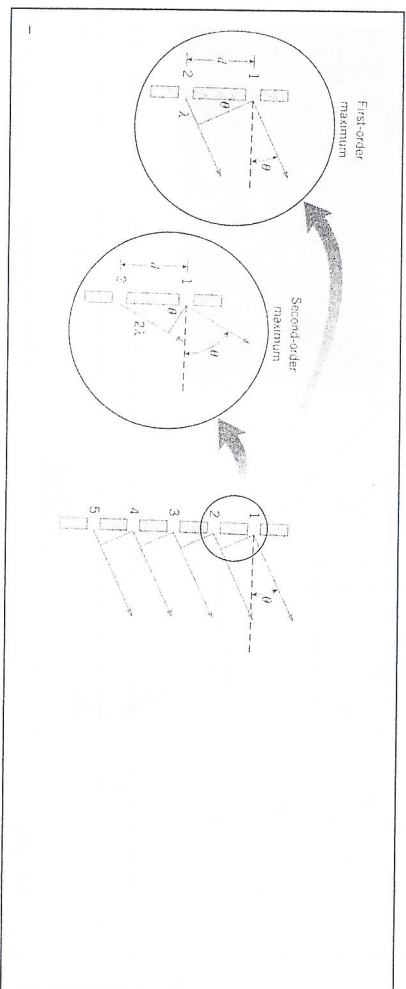 First-order
maximum
1
2
d
θ
θ
λ
Second-order
maximum
1
2
d
θ
θ
2λ
1
2
3
4
5
θ